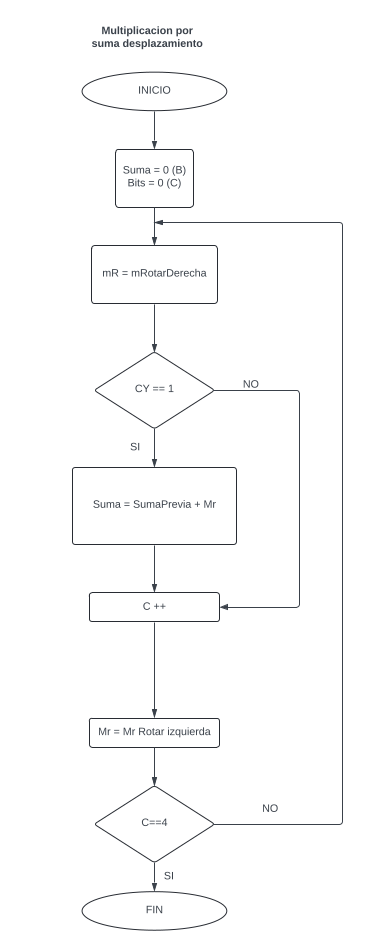 Multiplicacion por
suma desplazamiento
INICIO
Suma = 0 (B)
Bits = 0 (C)
mR = mRotarDerecha
CY == 1
NO
SI
Suma = SumaPrevia + Mr
C ++
Mr = Mr Rotar izquierda
C==4
NO
SI
FIN